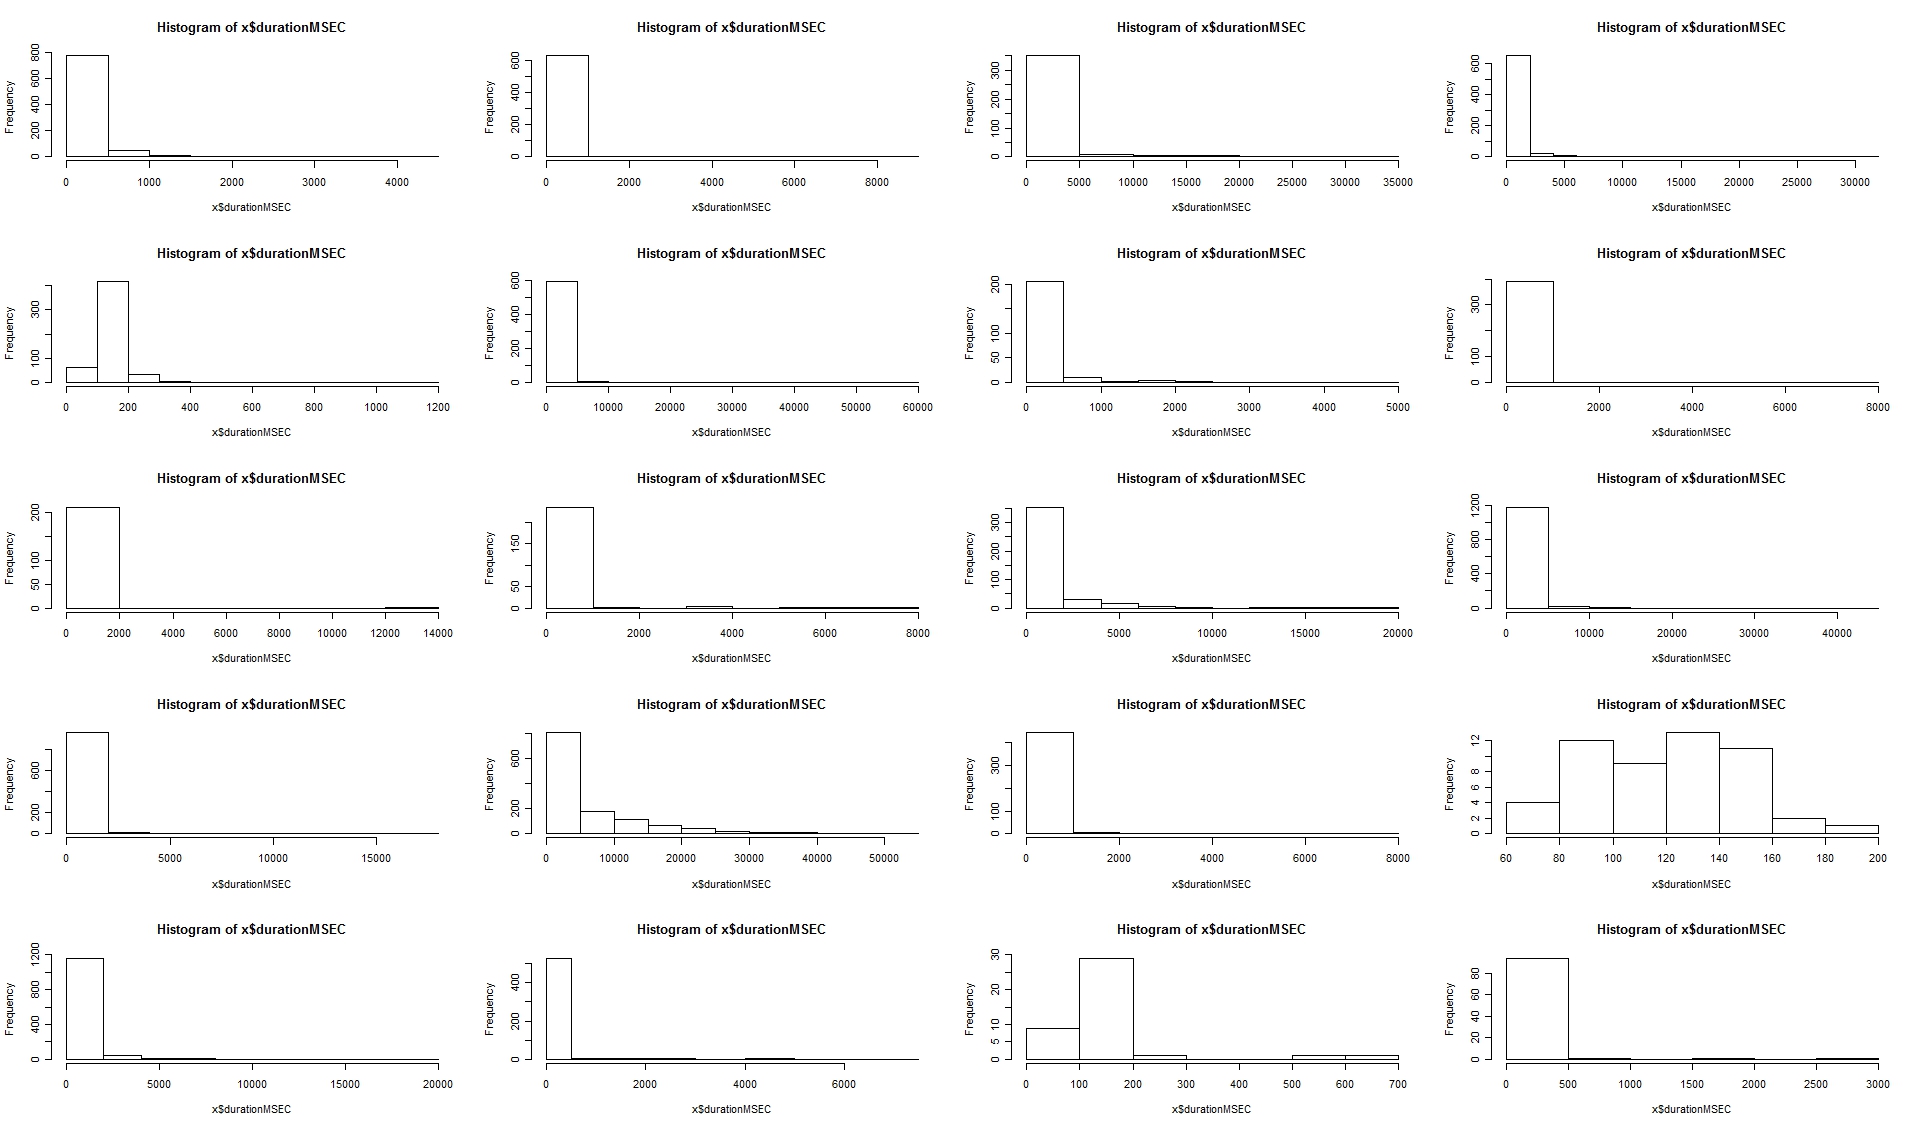 Histogram of x$durationMSEC
Frequency
0 200 400 600 800
0 1000 2000 3000 4000
x$durationMSEC
Histogram of x$durationMSEC
Frequency
0 200 400 600
0 2000 4000 6000 8000
x$durationMSEC
Histogram of x$durationMSEC
Frequency
0 100 200 300
0 5000 10000 15000 20000 25000 30000 35000
x$durationMSEC
Histogram of x$durationMSEC
Frequency
0 200 400 600
0 5000 10000 15000 20000 25000 30000
x$durationMSEC
Histogram of x$durationMSEC
Frequency
0 100 300
0 200 400 600 800 1000 1200
x$durationMSEC
Histogram of x$durationMSEC
Frequency
0 200 400 600
0 10000 20000 30000 40000 50000 60000
x$durationMSEC
Histogram of x$durationMSEC
Frequency
0 50 100 200
0 1000 2000 3000 4000 5000
x$durationMSEC
Histogram of x$durationMSEC
Frequency
0 100 300
0 2000 4000 6000 8000
x$durationMSEC
Histogram of x$durationMSEC
Frequency
0 50 100 200
0 2000 4000 6000 8000 10000 12000 14000
x$durationMSEC
Histogram of x$durationMSEC
Frequency
0 50 150
0 2000 4000 6000 8000
x$durationMSEC
Histogram of x$durationMSEC
Frequency
0 100 200 300
0 5000 10000 15000 20000
x$durationMSEC
Histogram of x$durationMSEC
Frequency
0 400 800 1200
0 10000 20000 30000 40000
x$durationMSEC
Histogram of x$durationMSEC
Frequency
0 200 600
0 5000 10000 15000
x$durationMSEC
Histogram of x$durationMSEC
Frequency
0 200 600
0 10000 20000 30000 40000 50000
x$durationMSEC
Histogram of x$durationMSEC
Frequency
0 100 300
0 2000 4000 6000 8000
x$durationMSEC
Histogram of x$durationMSEC
Frequency
0 2 4 6 8 12
60 80 100 120 140 160 180 200
x$durationMSEC
Histogram of x$durationMSEC
Frequency
0 400 800 1200
0 5000 10000 15000 20000
x$durationMSEC
Histogram of x$durationMSEC
Frequency
0 200 400
0 2000 4000 6000
x$durationMSEC
Histogram of x$durationMSEC
Frequency
0 5 10 20 30
0 100 200 300 400 500 600 700
x$durationMSEC
Histogram of x$durationMSEC
Frequency
0 20 40 60 80
0 500 1000 1500 2000 2500 3000
x$durationMSEC